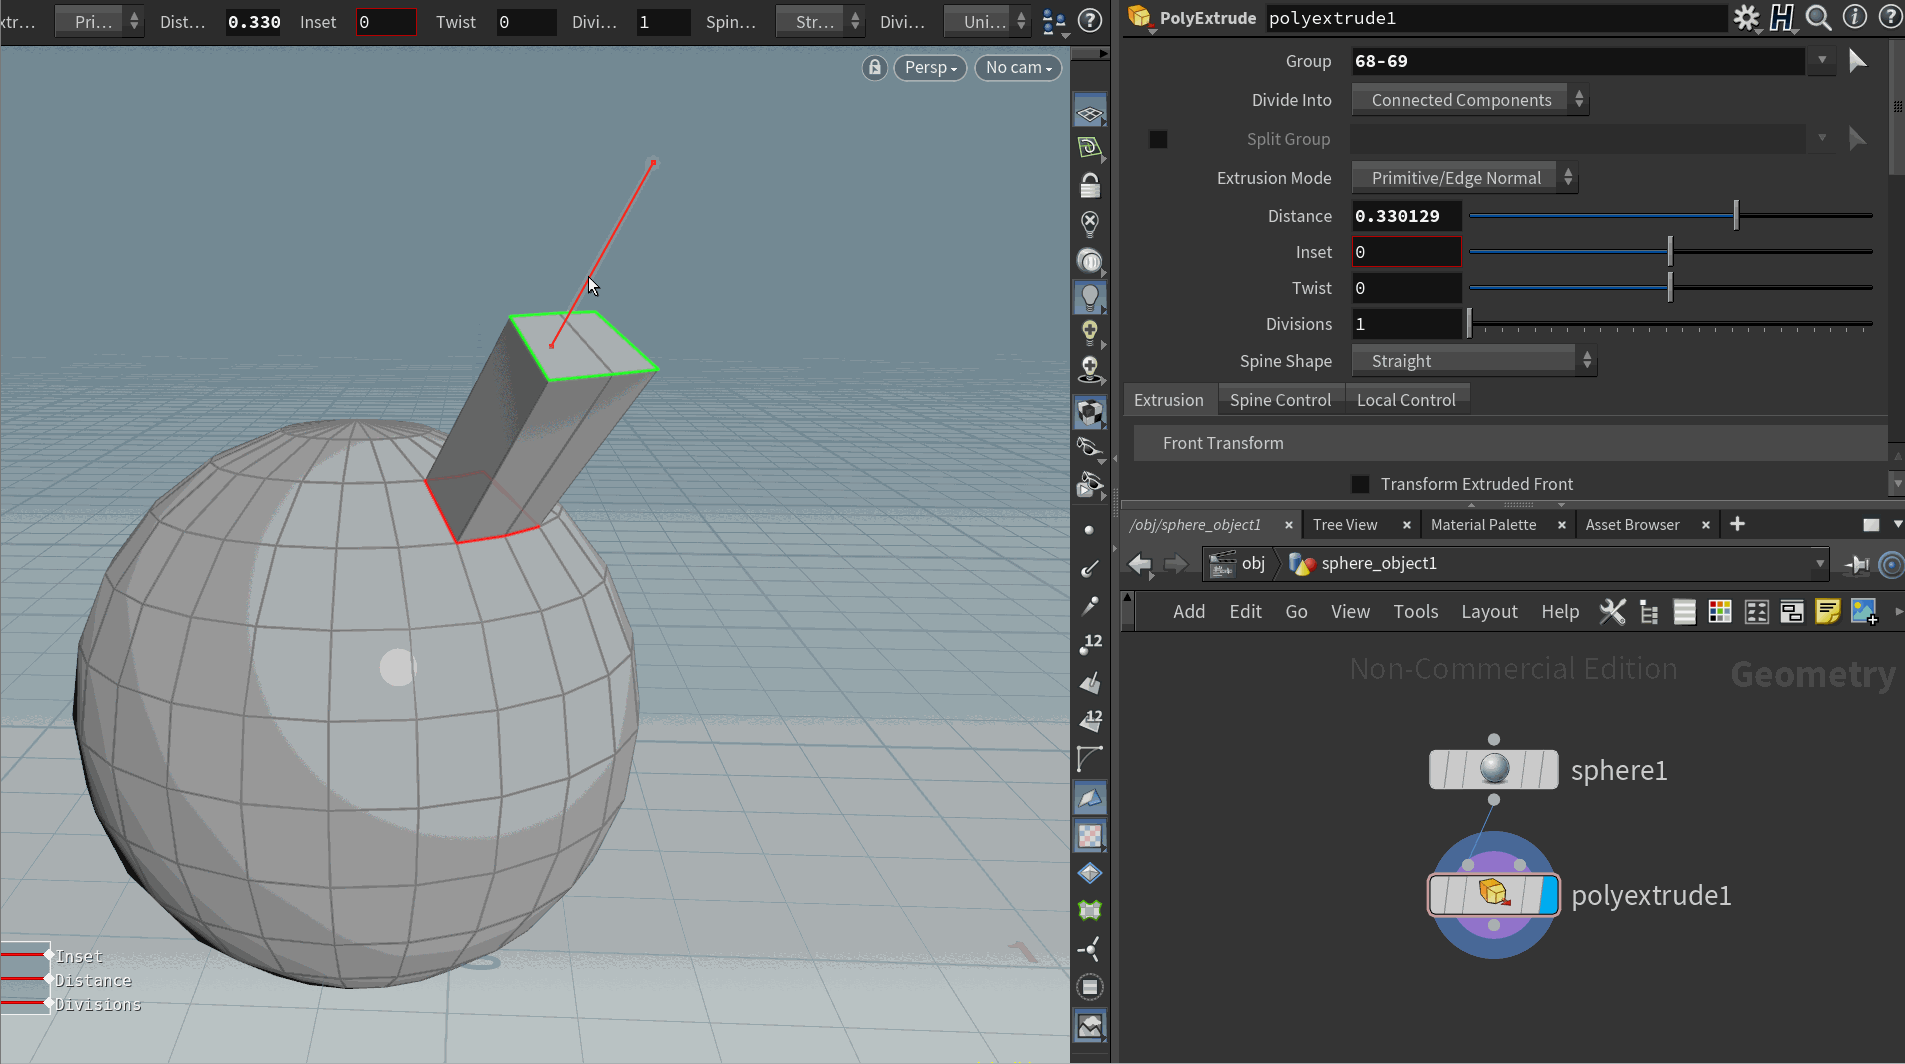 xtr... Pri... Dist... 0.330 Inset 0 Twist 0 Divi... 1 Spin... Str... Divi... Uni...
Persp No cam
Inset
Distance
Divisions
12
12
PolyExtrude polyextrude1
Group 68-69
Divide Into Connected Components
Split Group
Extrusion Mode Primitive/Edge Normal
Distance 0.330129
Inset 0
Twist 0
Divisions 1
Spine Shape Straight
Extrusion Spine Control Local Control
Front Transform
Transform Extruded Front
/obj/sphere_object1 × Tree View × Material Palette × Asset Browser × +
obj sphere_object1
Add Edit Go View Tools Layout Help
Non-Commercial Edition Geometry
sphere1
polyextrude1